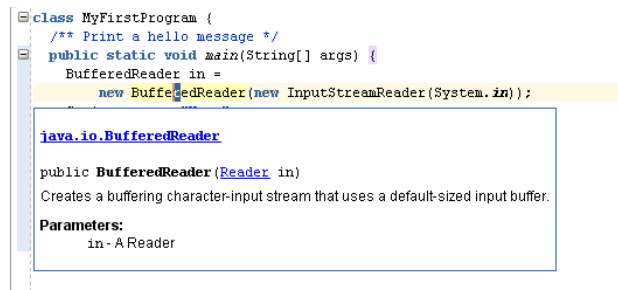 class MyFirstProgram {
/** Print a hello message */
public static void main(String[] args) {
BufferedReader in =
new BufferedReader(new InputStreamReader(System.in));
java.io.BufferedReader
public BufferedReader(Reader in)
Creates a buffering character-input stream that uses a default-sized input buffer.
Parameters:
in - A Reader